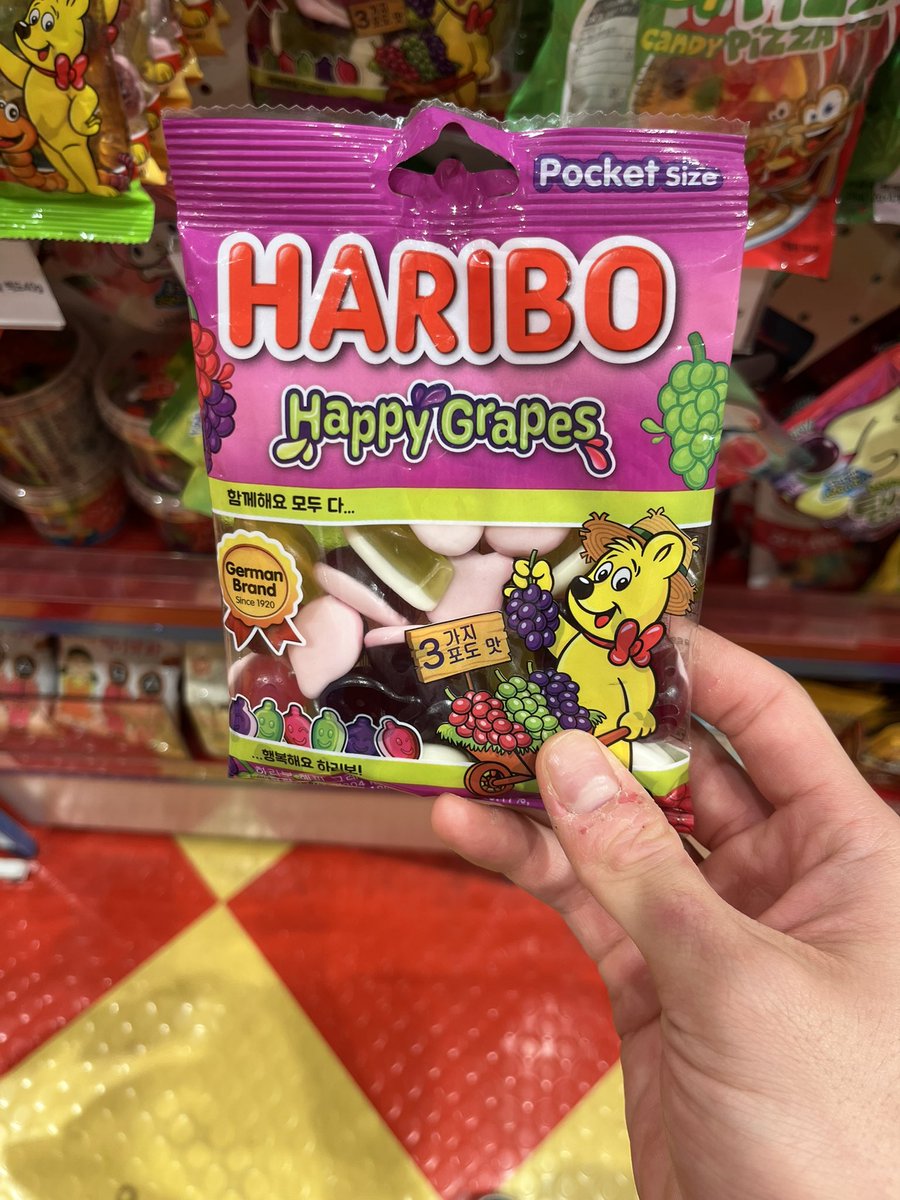 CANDY PIZZA
Pocket Size
HARIBO
Happy Grapes
함께해요 모두 다...
German
Brand
Since 1920
3 가지
포도 맛
...행복해요 하리보!